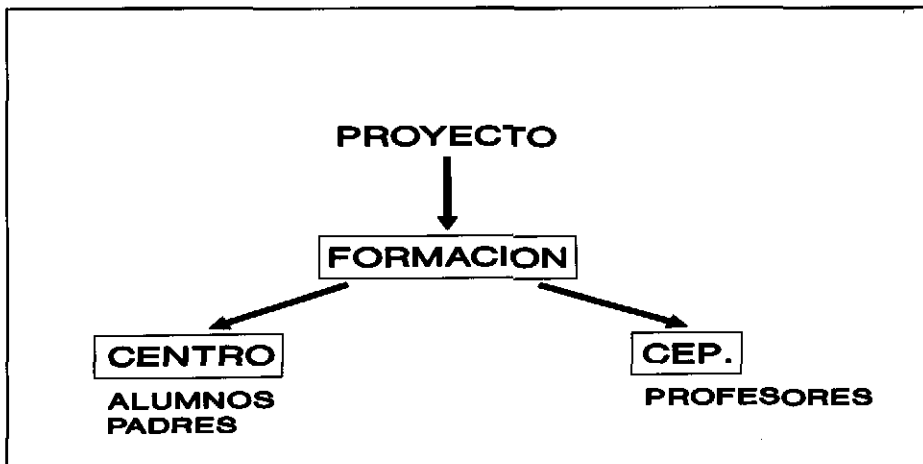 PROYECTO
FORMACION
CENTRO
ALUMNOS
PADRES
CEP.
PROFESORES